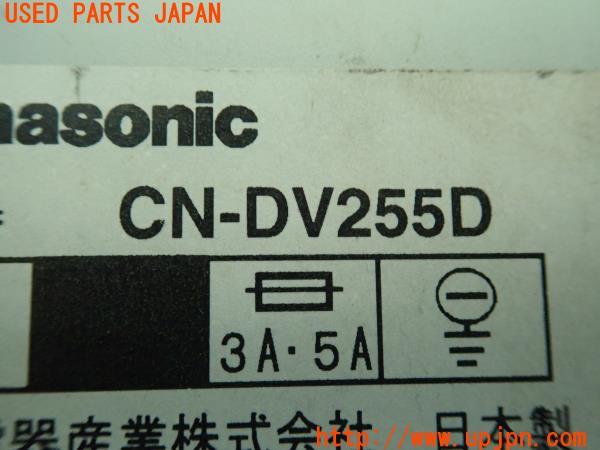 USED PARTS JAPAN
nasonic
CN-DV255D
3A·5A
器産業株式会社 日本製
http://www.upjpn.com